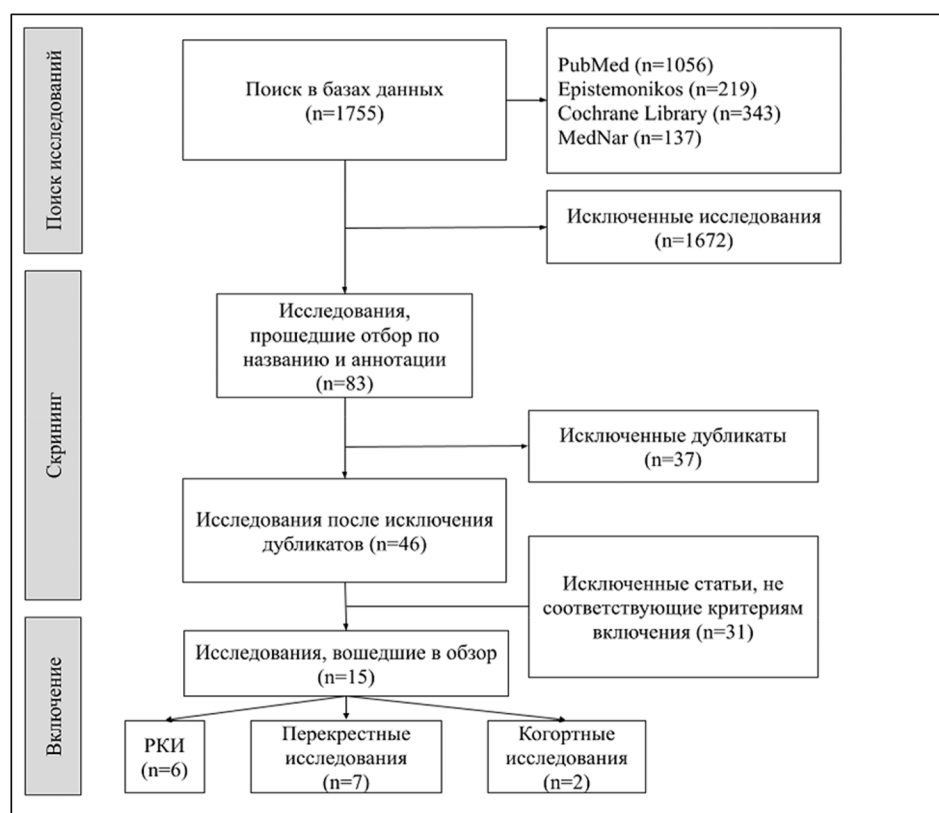 Поиск исследований
Поиск в базах данных
(n=1755)
PubMed (n=1056)
Epistemonikos (n=219)
Cochrane Library (n=343)
MedNar (n=137)
Исключенные исследования
(n=1672)
Скрининг
Исследования,
прошедшие отбор по
названию и аннотации
(n=83)
Исключенные дубликаты
(n=37)
Исследования после исключения
дубликатов (n=46)
Исключенные статьи, не
соответствующие критериям
включения (n=31)
Включение
Исследования, вошедшие в обзор
(n=15)
РКИ
(n=6)
Перекрестные
исследования
(n=7)
Когортные
исследования
(n=2)